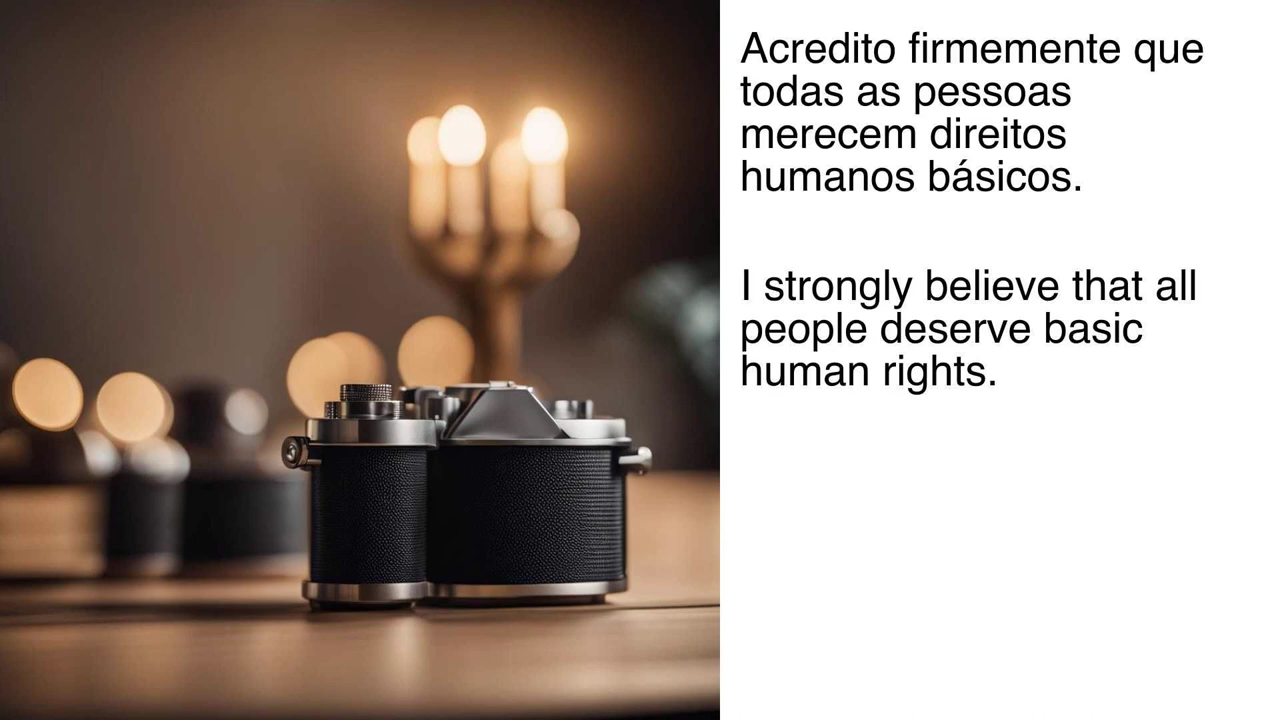 Acredito firmemente que
todas as pessoas
merecem direitos
humanos básicos.
I strongly believe that all
people deserve basic
human rights.